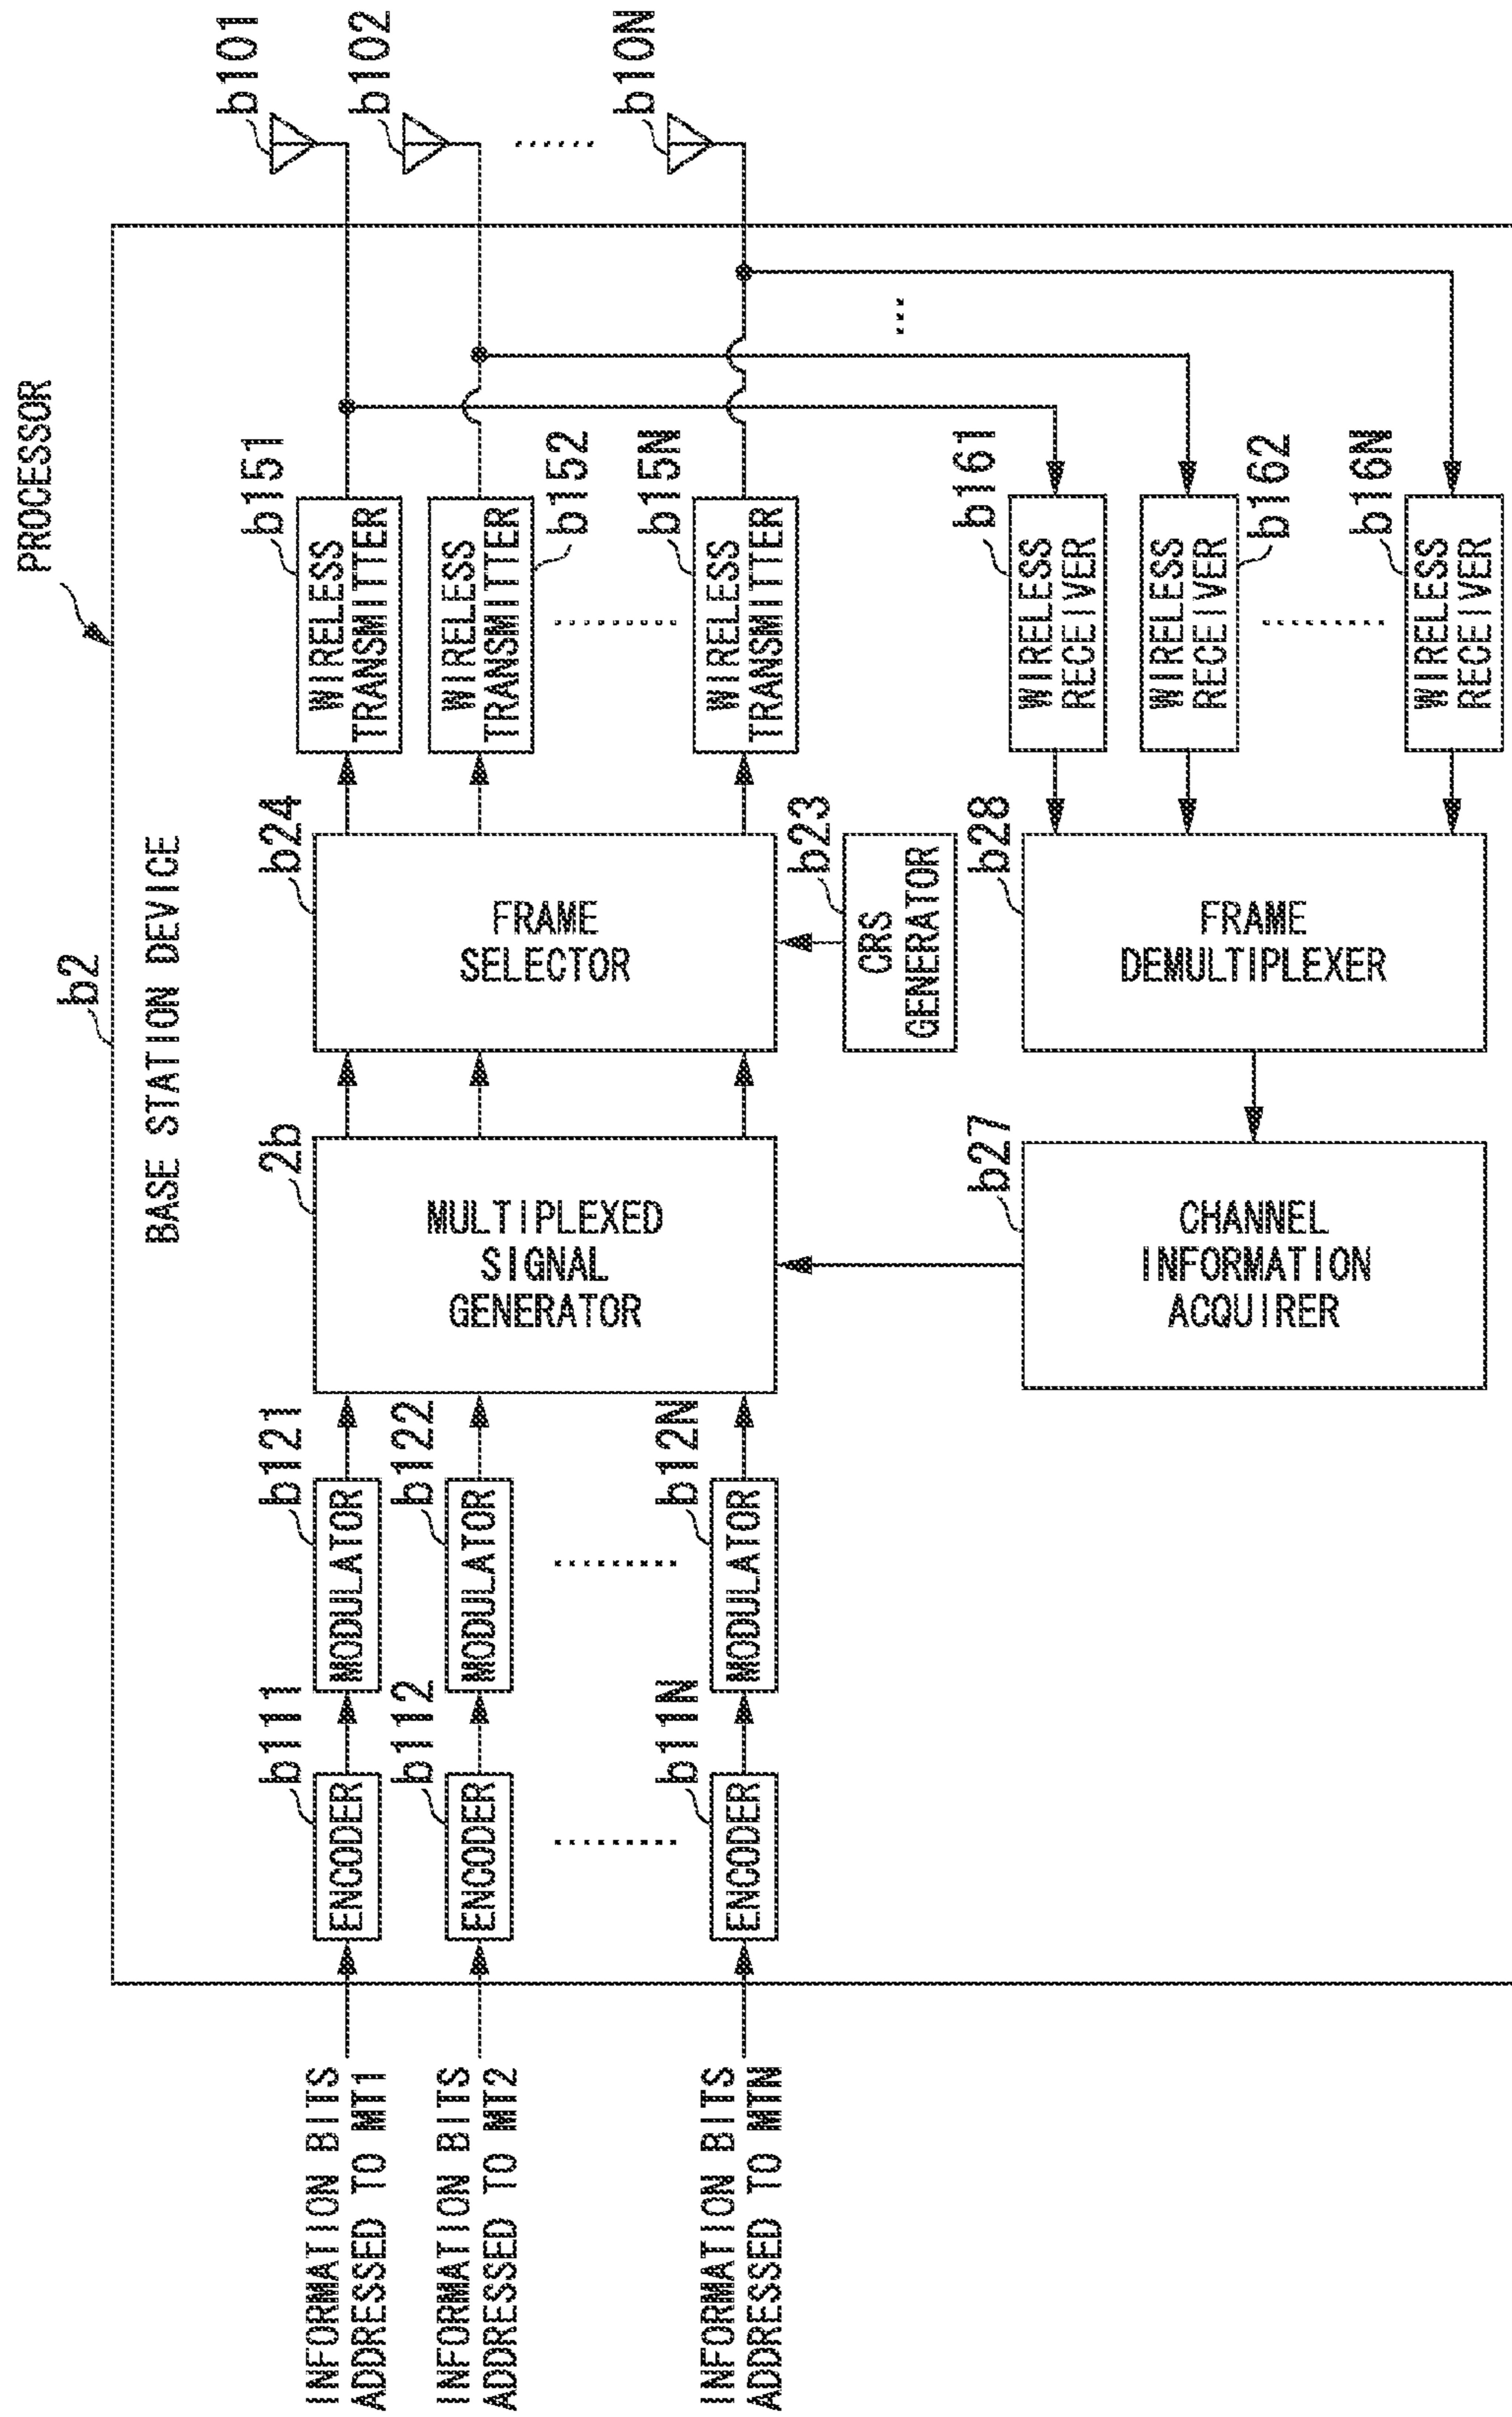 PROCESSOR
b2
BASE STATION DEVICE
INFORMATION BITS
ADDRESSED TO MT1
b111
ENCODER
b121
MODULATOR
2b
MULTIPLEXED
SIGNAL
GENERATOR
b24
FRAME
SELECTOR
b151
WIRELESS
TRANSMITTER
b101
INFORMATION BITS
ADDRESSED TO MT2
b112
ENCODER
b122
MODULATOR
WIRELESS
TRANSMITTER
b152
b102
INFORMATION BITS
ADDRESSED TO MTN
b11N
ENCODER
b12N
MODULATOR
b15N
WIRELESS
TRANSMITTER
b10N
b23
CRS
GENERATOR
b27
CHANNEL
INFORMATION
ACQUIRER
b28
FRAME
DEMULTIPLEXER
b161
WIRELESS
RECEIVER
WIRELESS
RECEIVER
b162
b16N
WIRELESS
RECEIVER